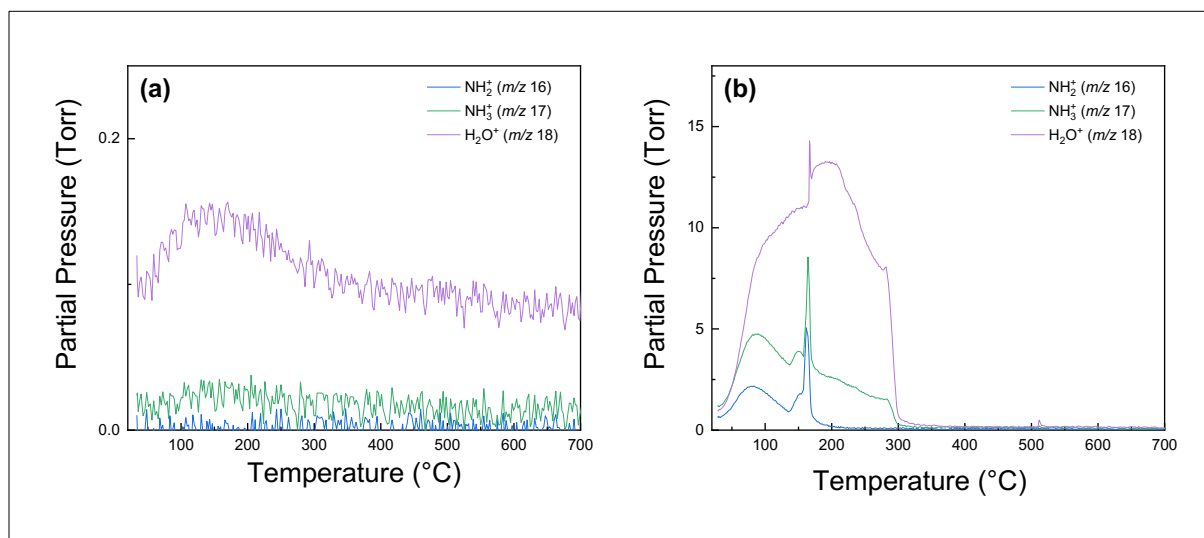 (a)
NH₂⁺ (m/z 16)
NH₃⁺ (m/z 17)
H₂O⁺ (m/z 18)
Partial Pressure (Torr)
0.2
0.0
100 200 300 400 500 600 700
Temperature (°C)
(b)
NH₂⁺ (m/z 16)
NH₃⁺ (m/z 17)
H₂O⁺ (m/z 18)
Partial Pressure (Torr)
15
10
5
0
100 200 300 400 500 600 700
Temperature (°C)